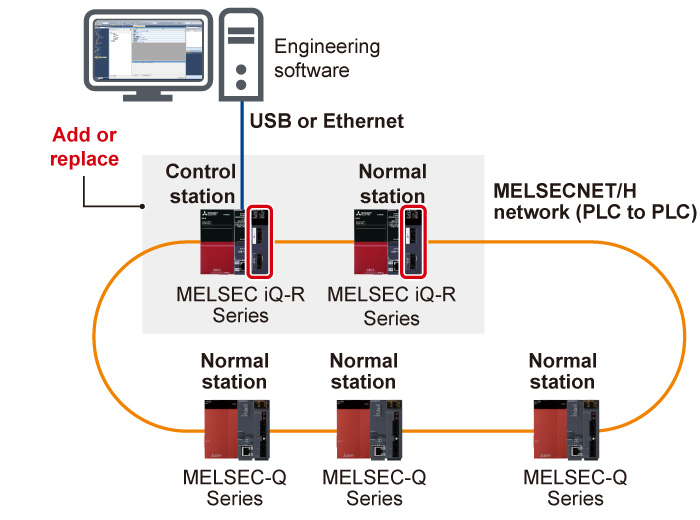 Engineering
software
USB or Ethernet
Add or
replace
Control
station
Normal
station
MELSECNET/H
network (PLC to PLC)
MELSEC iQ-R
Series
MELSEC iQ-R
Series
Normal
station
Normal
station
Normal
station
MELSEC-Q
Series
MELSEC-Q
Series
MELSEC-Q
Series